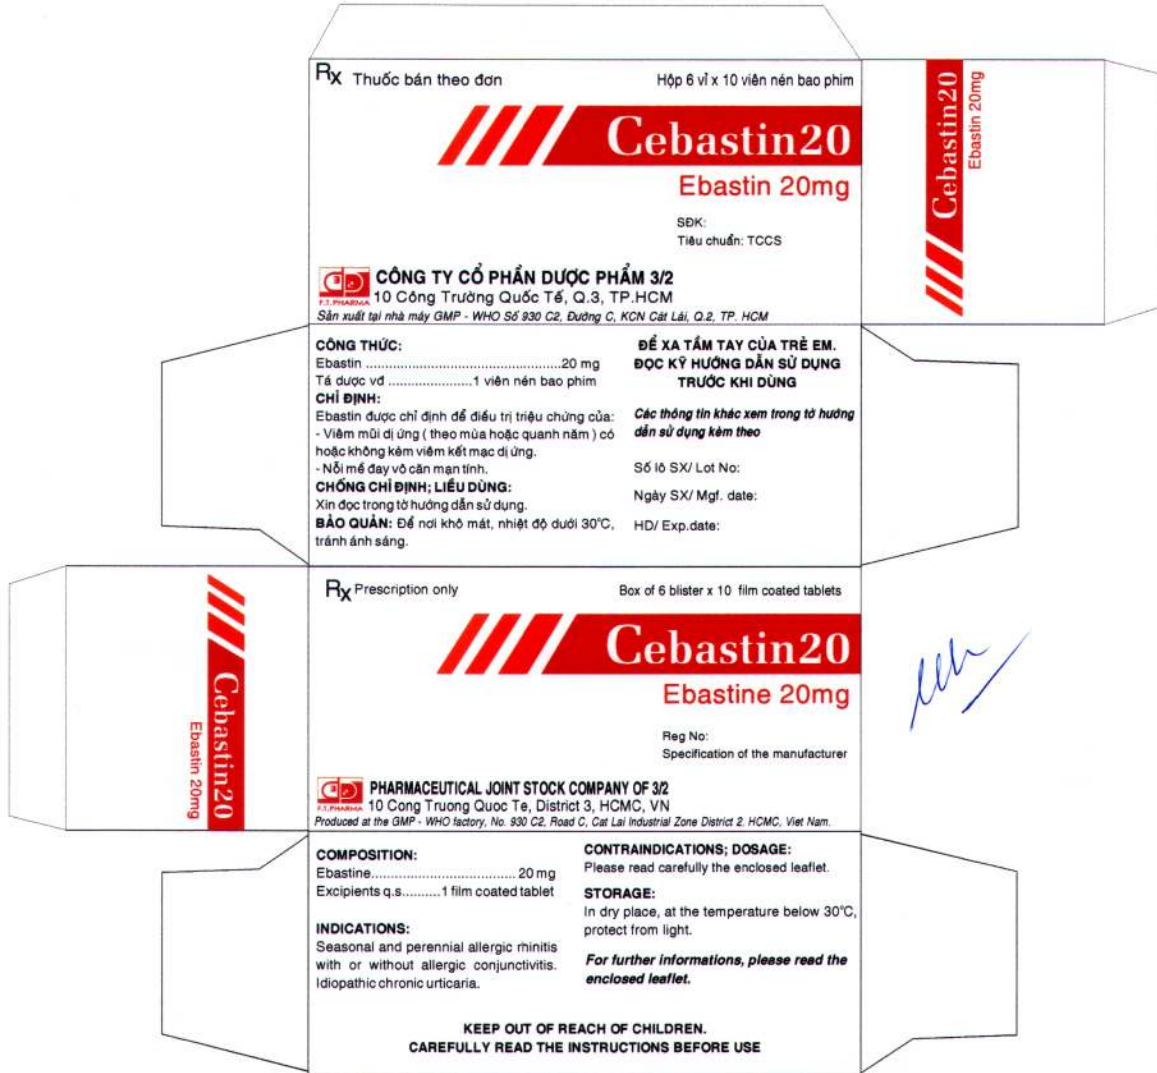 Rx Thuốc bán theo đơn
Hộp 6 vỉ x 10 viên nén bao phim
Cebastin20
Ebastin 20mg
SĐK:
Tiêu chuẩn: TCCS
F.T.PHARMA
CÔNG TY CỔ PHẦN DƯỢC PHẨM 3/2
10 Công Trường Quốc Tế, Q.3, TP.HCM
Sản xuất tại nhà máy GMP - WHO Số 930 C2, Đường C, KCN Cát Lái, Q.2, TP. HCM
Cebastin20
Ebastin 20mg
CÔNG THỨC:
Ebastin ................................................20 mg
Tá dược vđ .....................1 viên nén bao phim
CHỈ ĐỊNH:
Ebastin được chỉ định để điều trị triệu chứng của:
- Viêm mũi dị ứng ( theo mùa hoặc quanh năm ) có
hoặc không kèm viêm kết mạc dị ứng.
- Nổi mề đay vô căn mạn tính.
CHỐNG CHỈ ĐỊNH; LIỀU DÙNG:
Xin đọc trong tờ hướng dẫn sử dụng.
BẢO QUẢN: Để nơi khô mát, nhiệt độ dưới 30°C,
tránh ánh sáng.
ĐỂ XA TẦM TAY CỦA TRẺ EM.
ĐỌC KỸ HƯỚNG DẪN SỬ DỤNG
TRƯỚC KHI DÙNG
Các thông tin khác xem trong tờ hướng
dẫn sử dụng kèm theo
Số lô SX/ Lot No:
Ngày SX/ Mgf. date:
HD/ Exp.date:
Cebastin20
Ebastin 20mg
Rx Prescription only
Box of 6 blister x 10 film coated tablets
Cebastin20
Ebastine 20mg
Reg No:
Specification of the manufacturer
F.T.PHARMA
PHARMACEUTICAL JOINT STOCK COMPANY OF 3/2
10 Cong Truong Quoc Te, District 3, HCMC, VN
Produced at the GMP - WHO factory, No. 930 C2, Road C, Cat Lai Industrial Zone District 2, HCMC, Viet Nam.
COMPOSITION:
Ebastine................................... 20 mg
Excipients q.s..........1 film coated tablet
INDICATIONS:
Seasonal and perennial allergic rhinitis
with or without allergic conjunctivitis.
Idiopathic chronic urticaria.
CONTRAINDICATIONS; DOSAGE:
Please read carefully the enclosed leaflet.
STORAGE:
In dry place, at the temperature below 30°C,
protect from light.
For further informations, please read the
enclosed leaflet.
KEEP OUT OF REACH OF CHILDREN.
CAREFULLY READ THE INSTRUCTIONS BEFORE USE